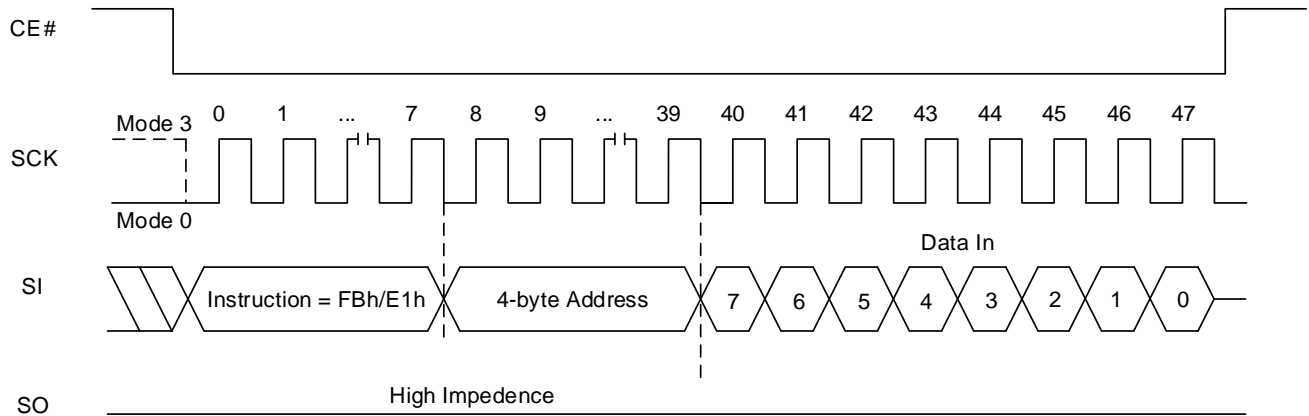 CE#
0 1 ... 7 8 9 ... 39 40 41 42 43 44 45 46 47
Mode 3
SCK
Mode 0
Data In
SI
Instruction = FBh/E1h 4-byte Address 7 6 5 4 3 2 1 0
High Impedence
SO